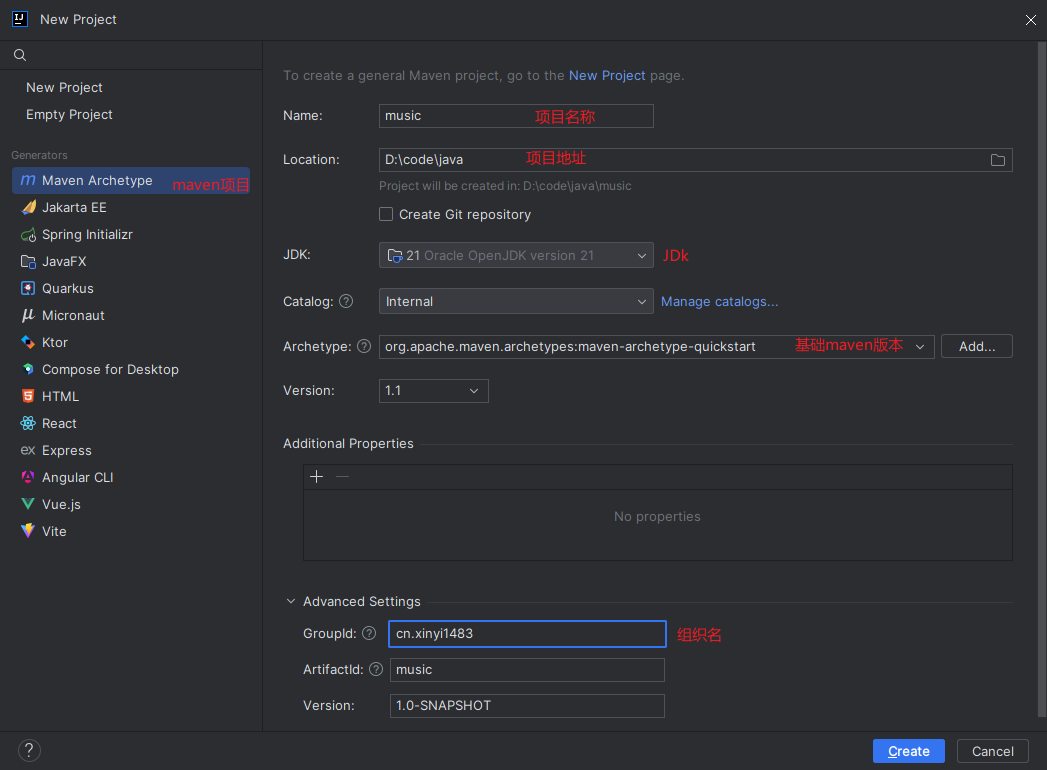 New Project
New Project
Empty Project
Generators
Maven Archetype maven项目
Jakarta EE
Spring Initializr
JavaFX
Quarkus
Micronaut
Ktor
Compose for Desktop
HTML
ex Express
React
Angular CLI
Vue.js
Vite
To create a general Maven project, go to the New Project page.
Name: music 项目名称
Location: D:\code\java 项目地址
Project will be created in: D:\code\java\music
Create Git repository
JDK: 21 Oracle OpenJDK version 21 JDk
Catalog: ? Internal Manage catalogs...
Archetype: ? org.apache.maven.archetypes:maven-archetype-quickstart 基础maven版本 Add...
Version: 1.1
Additional Properties
No properties
Advanced Settings
GroupId: ? cn.xinyi1483 组织名
ArtifactId: ? music
Version: 1.0-SNAPSHOT
? Create Cancel